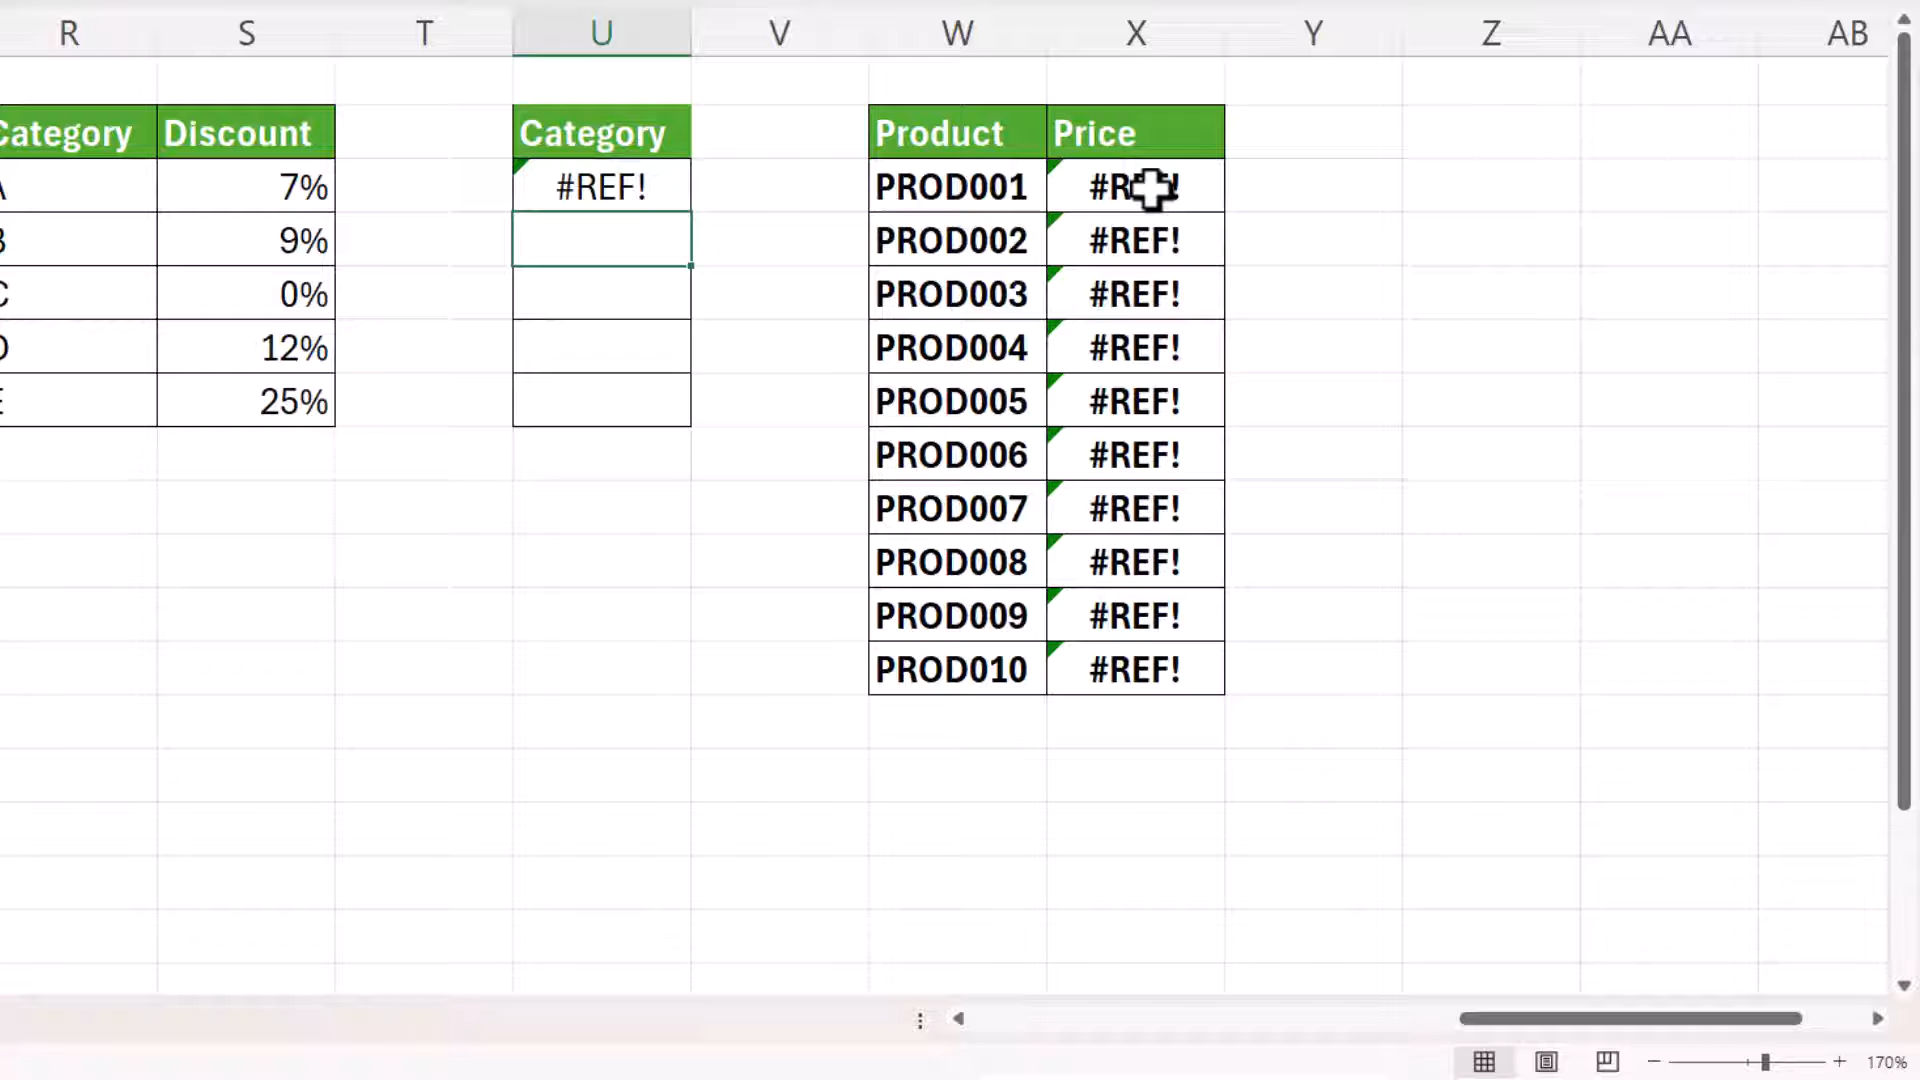 R S T U V W X Y Z AA AB
Category Discount Category Product Price
A 7% #REF! PROD001 #REF!
B 9% PROD002 #REF!
C 0% PROD003 #REF!
D 12% PROD004 #REF!
E 25% PROD005 #REF!
PROD006 #REF!
PROD007 #REF!
PROD008 #REF!
PROD009 #REF!
PROD010 #REF!
170%